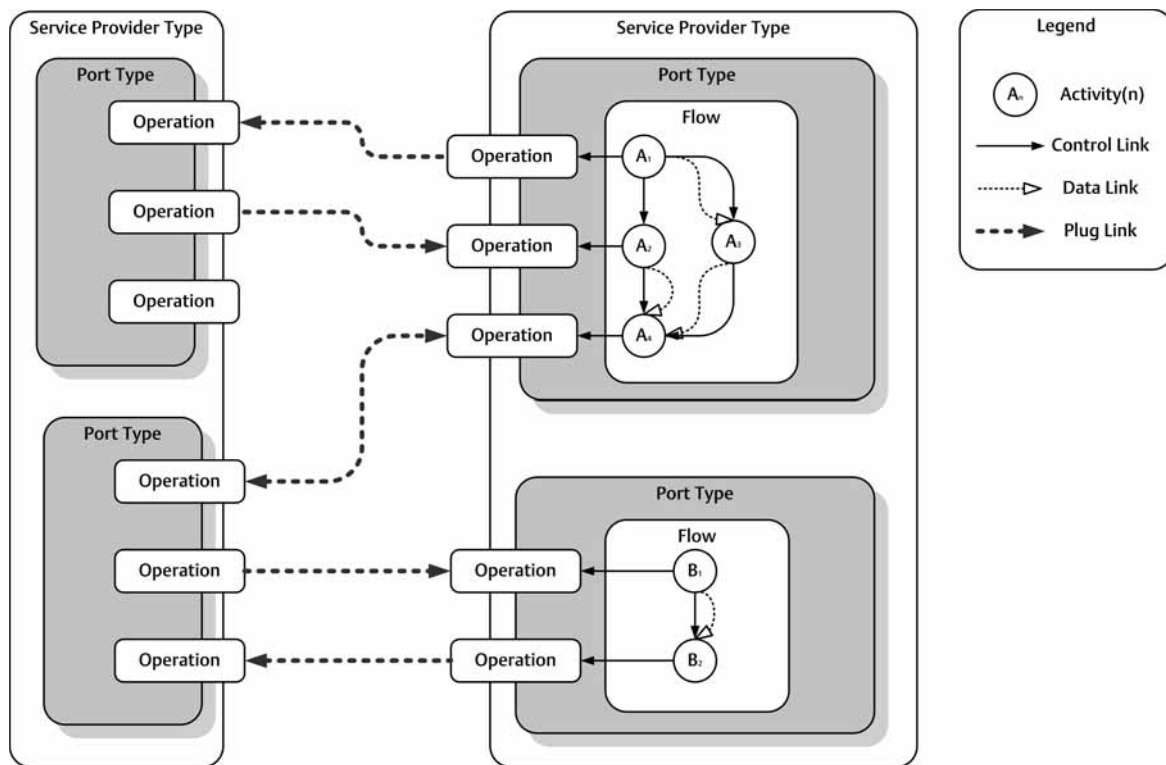 Service Provider Type
Port Type
Operation
Operation
Operation
Port Type
Operation
Operation
Operation
Service Provider Type
Port Type
Flow
Operation
A₁
Operation
A₂
A₃
Operation
A₄
Port Type
Flow
Operation
B₁
Operation
B₂
Legend
Aₙ Activity(n)
Control Link
Data Link
Plug Link